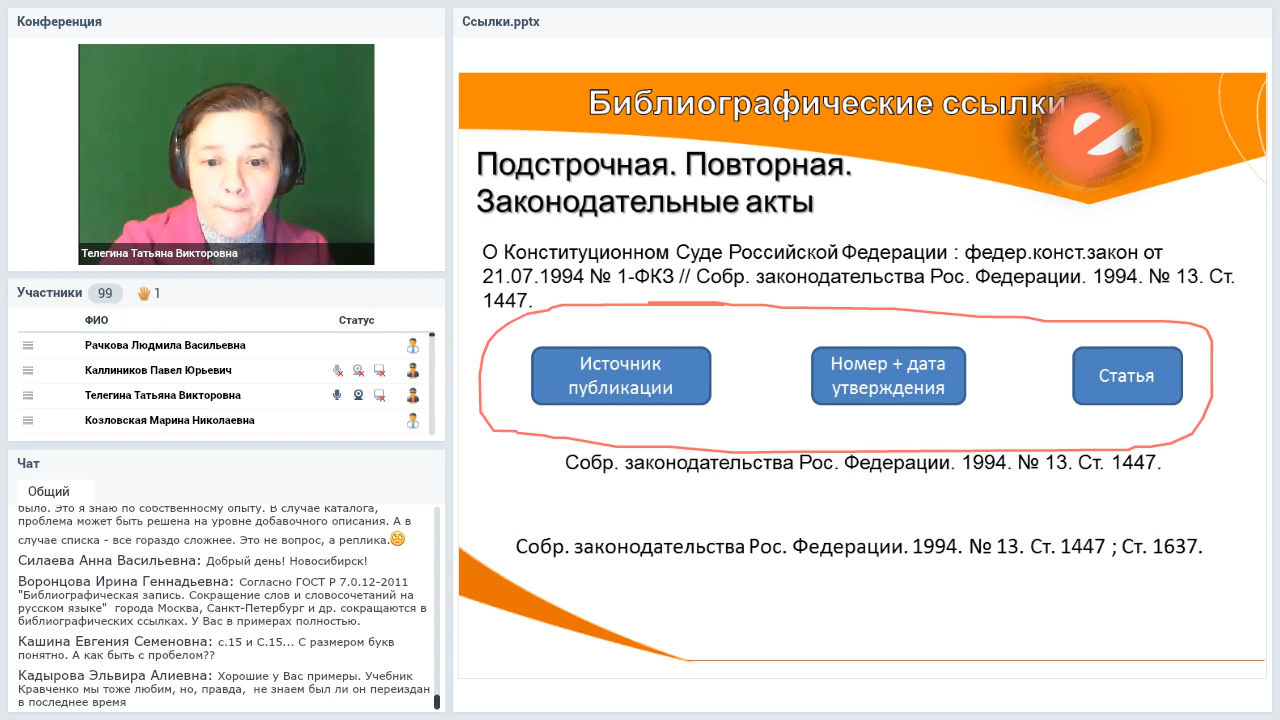 Конференция
Телегина Татьяна Викторовна
Участники 99 1
ФИО Статус
Рачкова Людмила Васильевна
Каллиников Павел Юрьевич
Телегина Татьяна Викторовна
Козловская Марина Николаевна
Чат
Общий
было. Это я знаю по собственносму опыту. В случае каталога,
проблема может быть решена на уровне добавочного описания. А в
случае списка - все гораздо сложнее. Это не вопрос, а реплика.
Силаева Анна Васильевна: Добрый день! Новосибирск!
Воронцова Ирина Геннадьевна: Согласно ГОСТ Р 7.0.12-2011
"Библиографическая запись. Сокращение слов и словосочетаний на
русском языке" города Москва, Санкт-Петербург и др. сокращаются в
библиографических ссылках. У Вас в примерах полностью.
Кашина Евгения Семеновна: с.15 и С.15... С размером букв
понятно. А как быть с пробелом??
Кадырова Эльвира Алиевна: Хорошие у Вас примеры. Учебник
Кравченко мы тоже любим, но, правда, не знаем был ли он переиздан
в последнее время
Ссылки.pptx
Библиографические ссылки
Подстрочная. Повторная.
Законодательные акты
О Конституционном Суде Российской Федерации : федер.конст.закон от
21.07.1994 № 1-ФКЗ // Собр. законодательства Рос. Федерации. 1994. № 13. Ст.
1447.
Источник
публикации
Номер + дата
утверждения
Статья
Собр. законодательства Рос. Федерации. 1994. № 13. Ст. 1447.
Собр. законодательства Рос. Федерации. 1994. № 13. Ст. 1447 ; Ст. 1637.